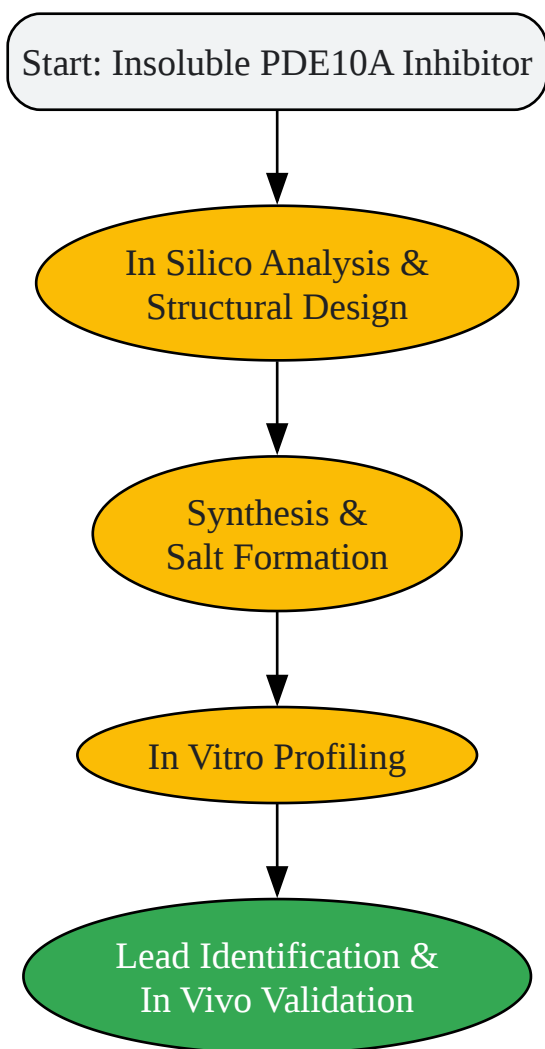 Start: Insoluble PDE10A Inhibitor
In Silico Analysis &
Structural Design
Synthesis &
Salt Formation
In Vitro Profiling
Lead Identification &
In Vivo Validation